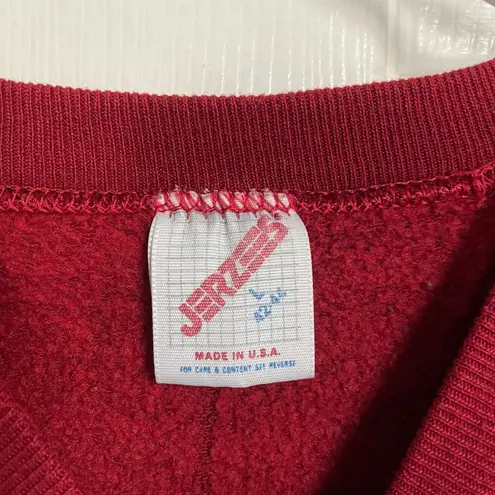 JERZEES
L
42-44
MADE IN U.S.A.
FOR CARE & CONTENT SEE REVERSE